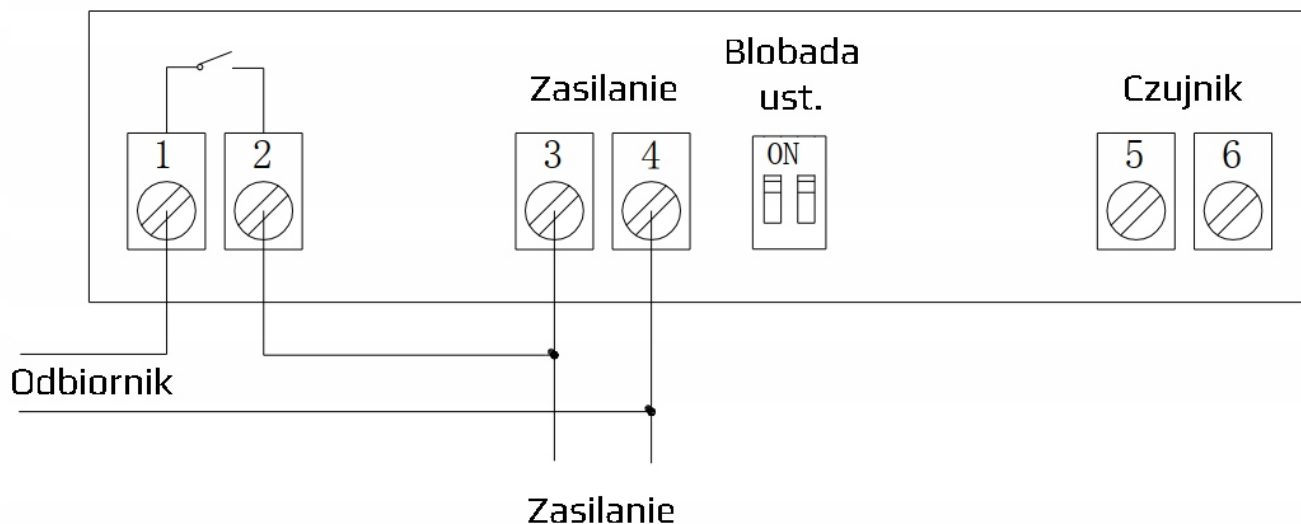 Zasilanie
Blobada
ust.
Czujnik
1
2
3
4
ON
5
6
Odbiornik
Zasilanie